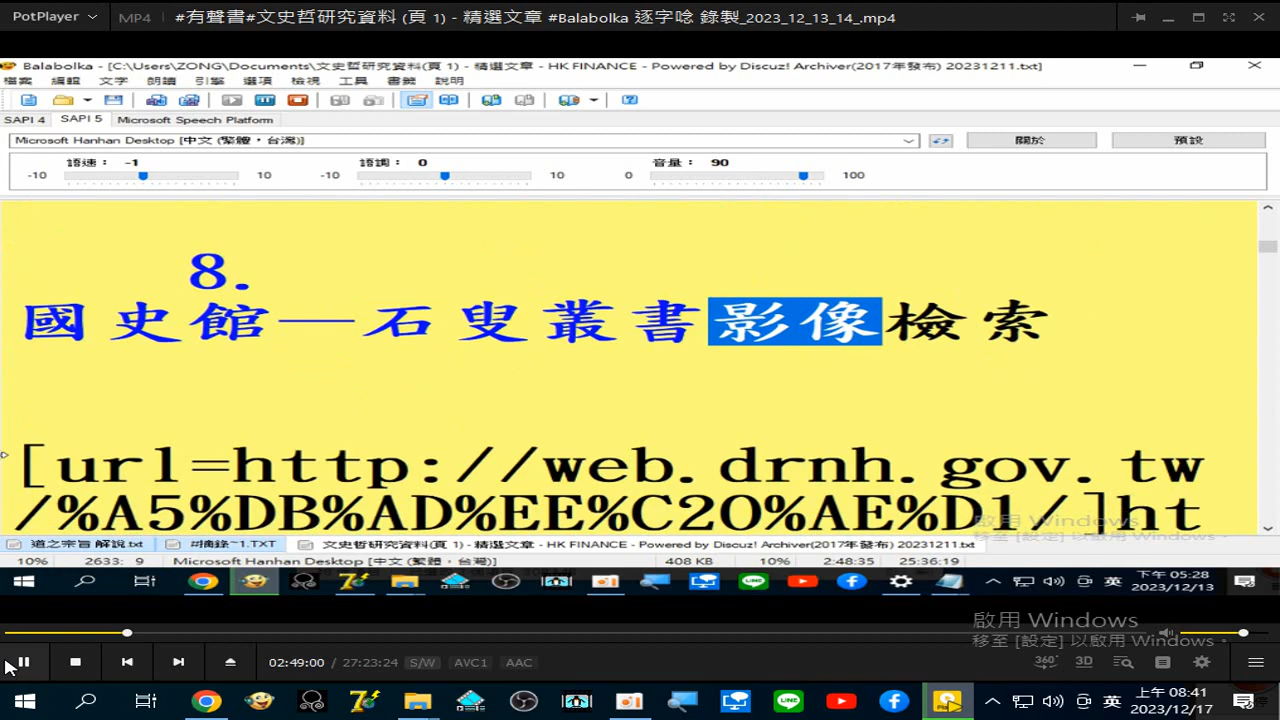 PotPlayer MP4 #有聲書#文史哲研究資料 (頁 1) - 精選文章 #Balabolka 逐字唸 錄製_2023_12_13_14_.mp4
Balabolka - [C:\Users\ZONG\Documents\文史哲研究資料(頁 1) - 精選文章 - HK FINANCE - Powered by Discuz! Archiver(2017年發布) 20231211.txt]
檔案 編輯 文字 朗讀 引擎 選項 檢視 工具 書籤 說明
SAPI 4 SAPI 5 Microsoft Speech Platform
Microsoft Hanhan Desktop [中文 (繁體，台灣)] 關於 預設
語速： -1 語調： 0 音量： 90
-10 10 -10 10 0 100
8.
國史館—石叟叢書影像檢索
[url=http://web.drnh.gov.tw
/%A5%DB%AD%EE%C2O%AE%D1/]ht
啟用 Windows
移至 [設定] 以啟用 Windows。
道之宗旨 解說.txt #摘錄~1.TXT 文史哲研究資料(頁 1) - 精選文章 - HK FINANCE - Powered by Discuz! Archiver(2017年發布) 20231211.txt
10% 2633: 9 Microsoft Hanhan Desktop [中文 (繁體，台灣)] 408 KB 10% 2:48:35 25:36:19
英 下午 05:28
2023/12/13
啟用 Windows
移至 [設定] 以啟用 Windows。
02:49:00 / 27:23:24 S/W AVC1 AAC 360° 3D
英 上午 08:41
2023/12/17